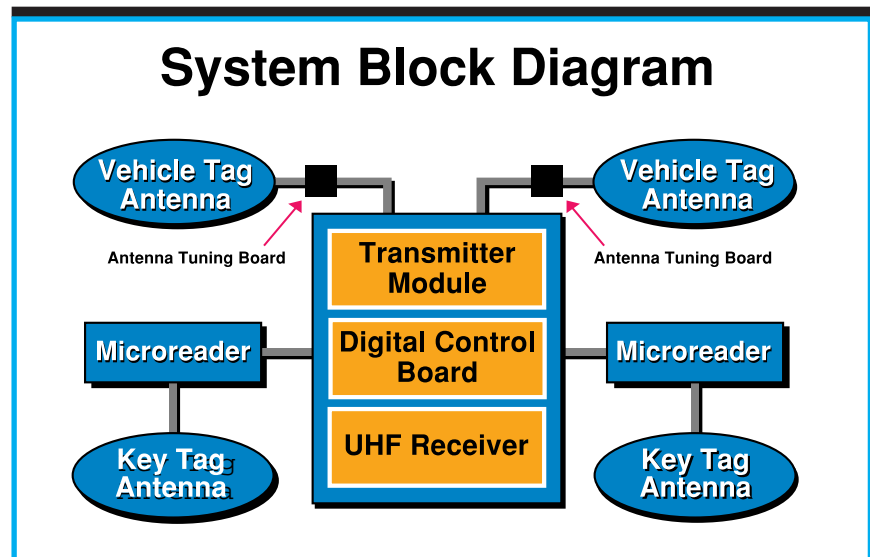 System Block Diagram
Vehicle Tag
Antenna
Vehicle Tag
Antenna
Antenna Tuning Board
Antenna Tuning Board
Transmitter
Module
Microreader
Digital Control
Board
Microreader
UHF Receiver
Key Tag
Antenna
Key Tag
Antenna